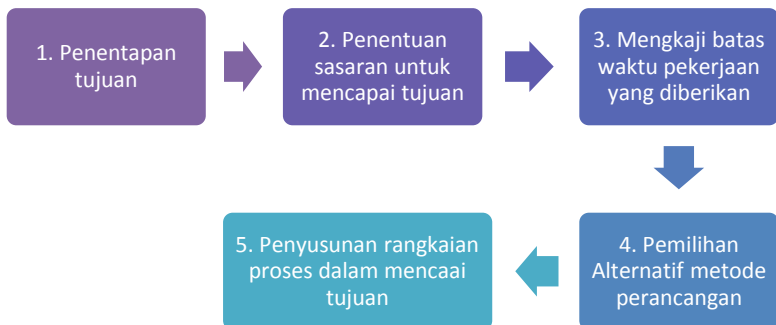 1. Penentapan
tujuan
2. Penentuan
sasaran untuk
mencapai tujuan
3. Mengkaji batas
waktu pekerjaan
yang diberikan
4. Pemilihan
Alternatif metode
perancangan
5. Penyusunan rangkaian
proses dalam mencaai
tujuan